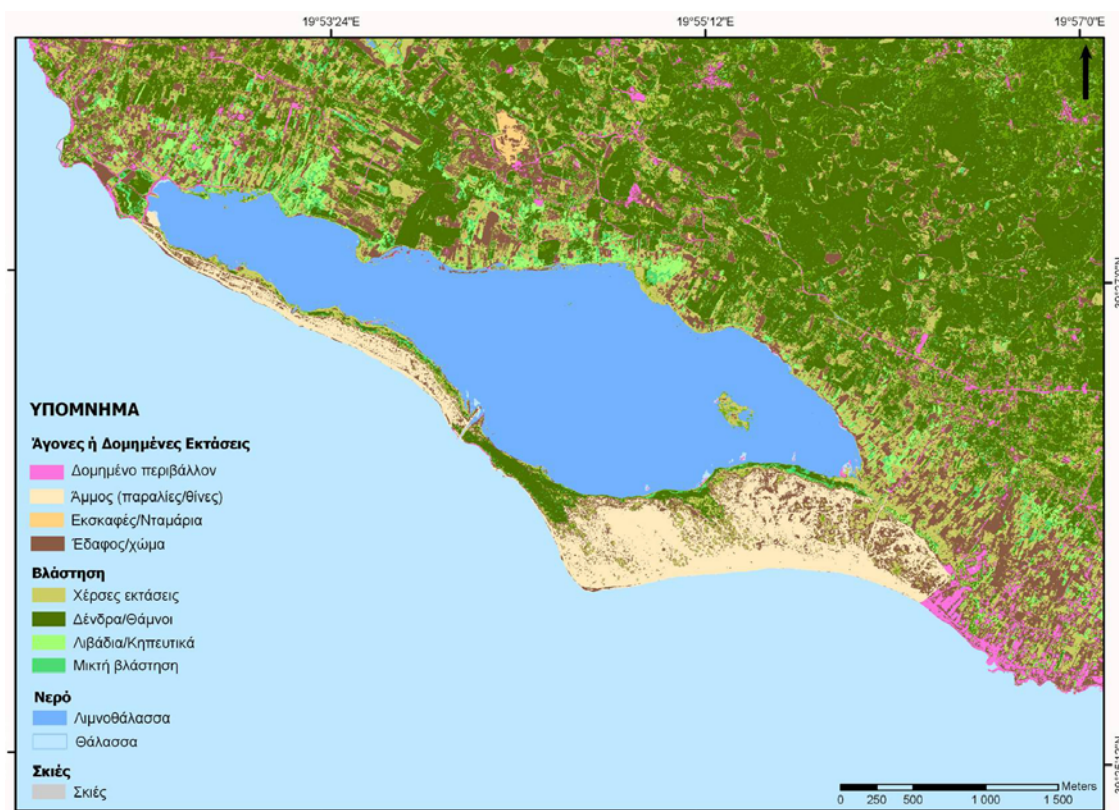 19°53'24"E 19°55'12"E 19°57'0"E
ΥΠΟΜΝΗΜΑ
Άγονες ή Δομημένες Εκτάσεις
Δομημένο περιβάλλον
Άμμος (παραλίες/θίνες)
Εκσκαφές/Νταμάρια
Έδαφος/χώμα
Βλάστηση
Χέρσες εκτάσεις
Δένδρα/Θάμνοι
Λιβάδια/Κηπευτικά
Μικτή βλάστηση
Νερό
Λιμνοθάλασσα
Θάλασσα
Σκιές
Σκιές
Meters
0 250 500 1 000 1 500